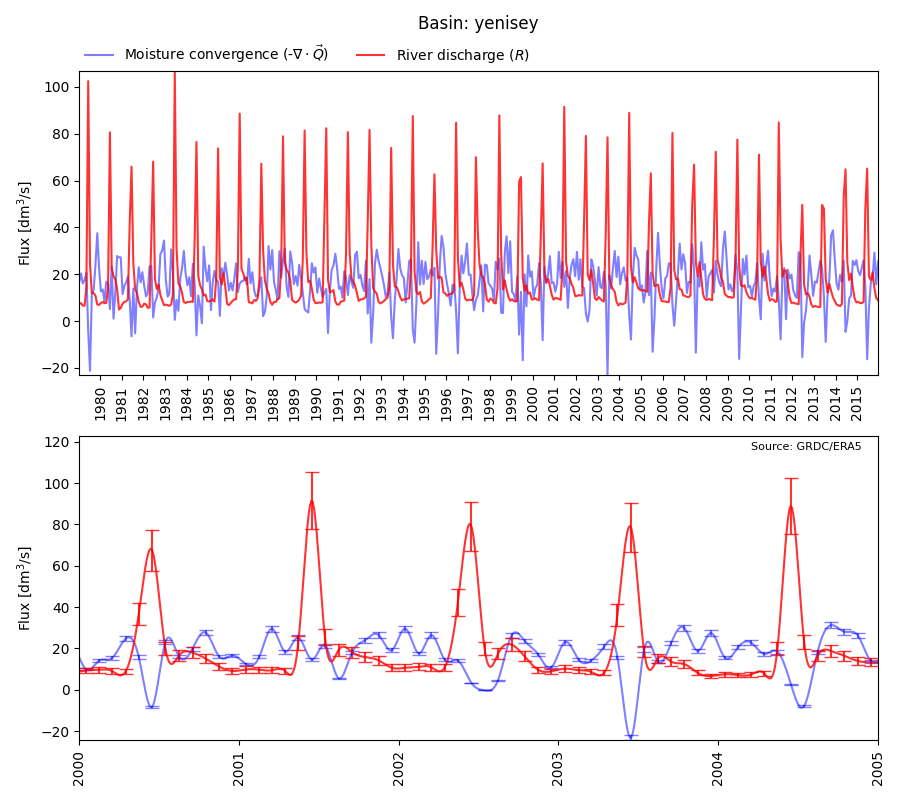 Basin: yenisey
Moisture convergence (-∇ · Q⃗) River discharge (R)
Flux [dm³/s]
100
80
60
40
20
0
−20
1980 1981 1982 1983 1984 1985 1986 1987 1988 1989 1990 1991 1992 1993 1994 1995 1996 1997 1998 1999 2000 2001 2002 2003 2004 2005 2006 2007 2008 2009 2010 2011 2012 2013 2014 2015
Source: GRDC/ERA5
Flux [dm³/s]
120
100
80
60
40
20
0
−20
2000 2001 2002 2003 2004 2005